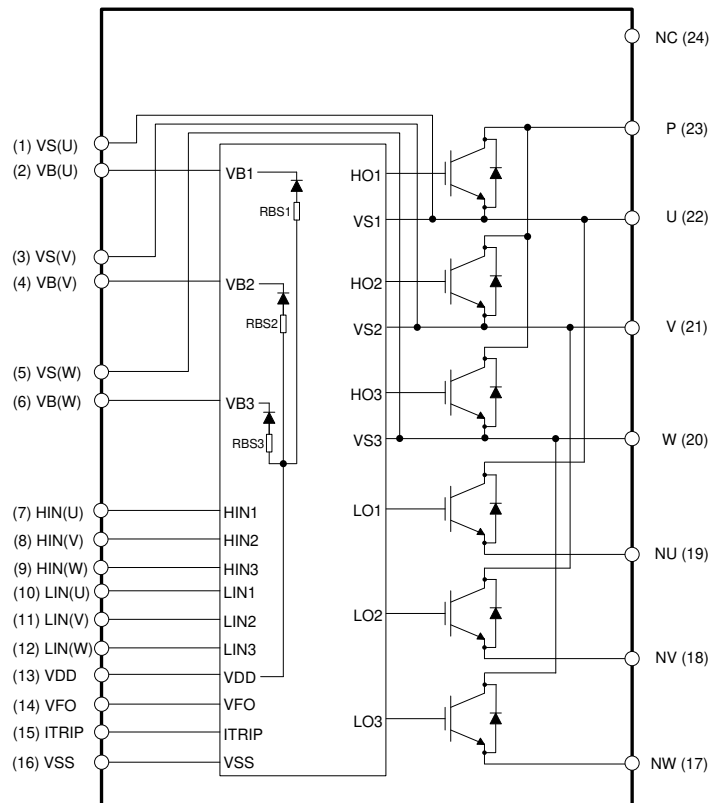 NC (24)
P (23)
(1) VS(U)
(2) VB(U)
VB1
HO1
RBS1
VS1
U (22)
(3) VS(V)
(4) VB(V)
VB2
HO2
RBS2
VS2
V (21)
(5) VS(W)
(6) VB(W)
VB3
HO3
RBS3
VS3
W (20)
(7) HIN(U)
HIN1
LO1
(8) HIN(V)
HIN2
NU (19)
(9) HIN(W)
HIN3
(10) LIN(U)
LIN1
(11) LIN(V)
LIN2
LO2
(12) LIN(W)
LIN3
NV (18)
(13) VDD
VDD
(14) VFO
VFO
LO3
(15) ITRIP
ITRIP
(16) VSS
VSS
NW (17)